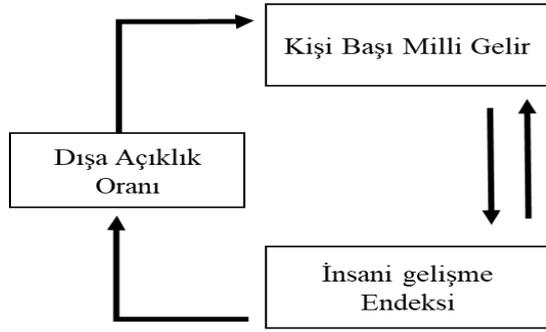 Kişi Başı Milli Gelir
Dışa Açıklık
Oranı
İnsani gelişme
Endeksi